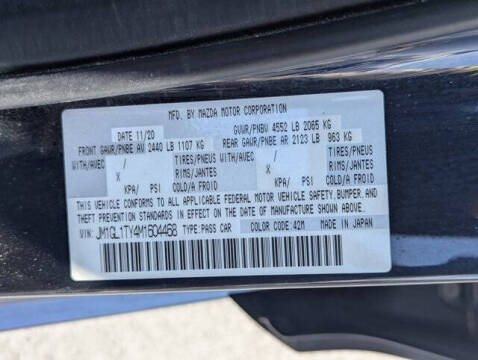 MFD. BY MAZDA MOTOR CORPORATION
DATE 11/20 GVWR/PNBV 4552 LB 2065 KG
FRONT GAWR/PNBE AV 2440 LB 1107 KG REAR GAWR/PNBE AR 2123 LB 963 KG
WITH/AVEC / TIRES/PNEUS WITH/AVEC / TIRES/PNEUS
X RIMS/JANTES X RIMS/JANTES
KPA/ PSI COLD/A FROID KPA/ PSI COLD/A FROID
THIS VEHICLE CONFORMS TO ALL APPLICABLE FEDERAL MOTOR VEHICLE SAFETY,BUMPER,AND
THEFT PREVENTION STANDARDS IN EFFECT ON THE DATE OF MANUFACTURE SHOWN ABOVE.
VIN: JM1GL1TY4M1604468 TYPE:PASS CAR COLOR:42M MADE IN JAPAN